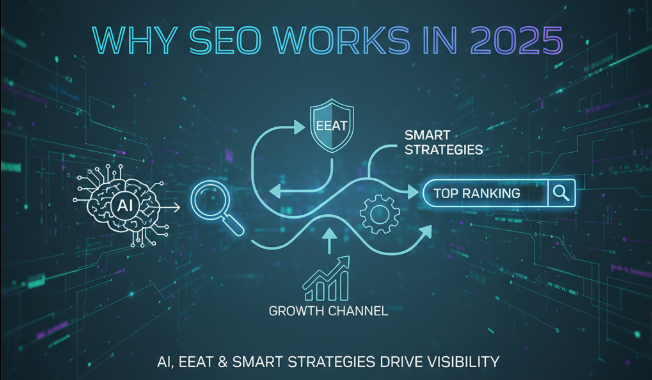 WHY SEO WORKS IN 2025
EEAT
SMART
STRATEGIES
AI
TOP RANKING
GROWTH CHANNEL
AI, EEAT & SMART STRATEGIES DRIVE VISIBILITY